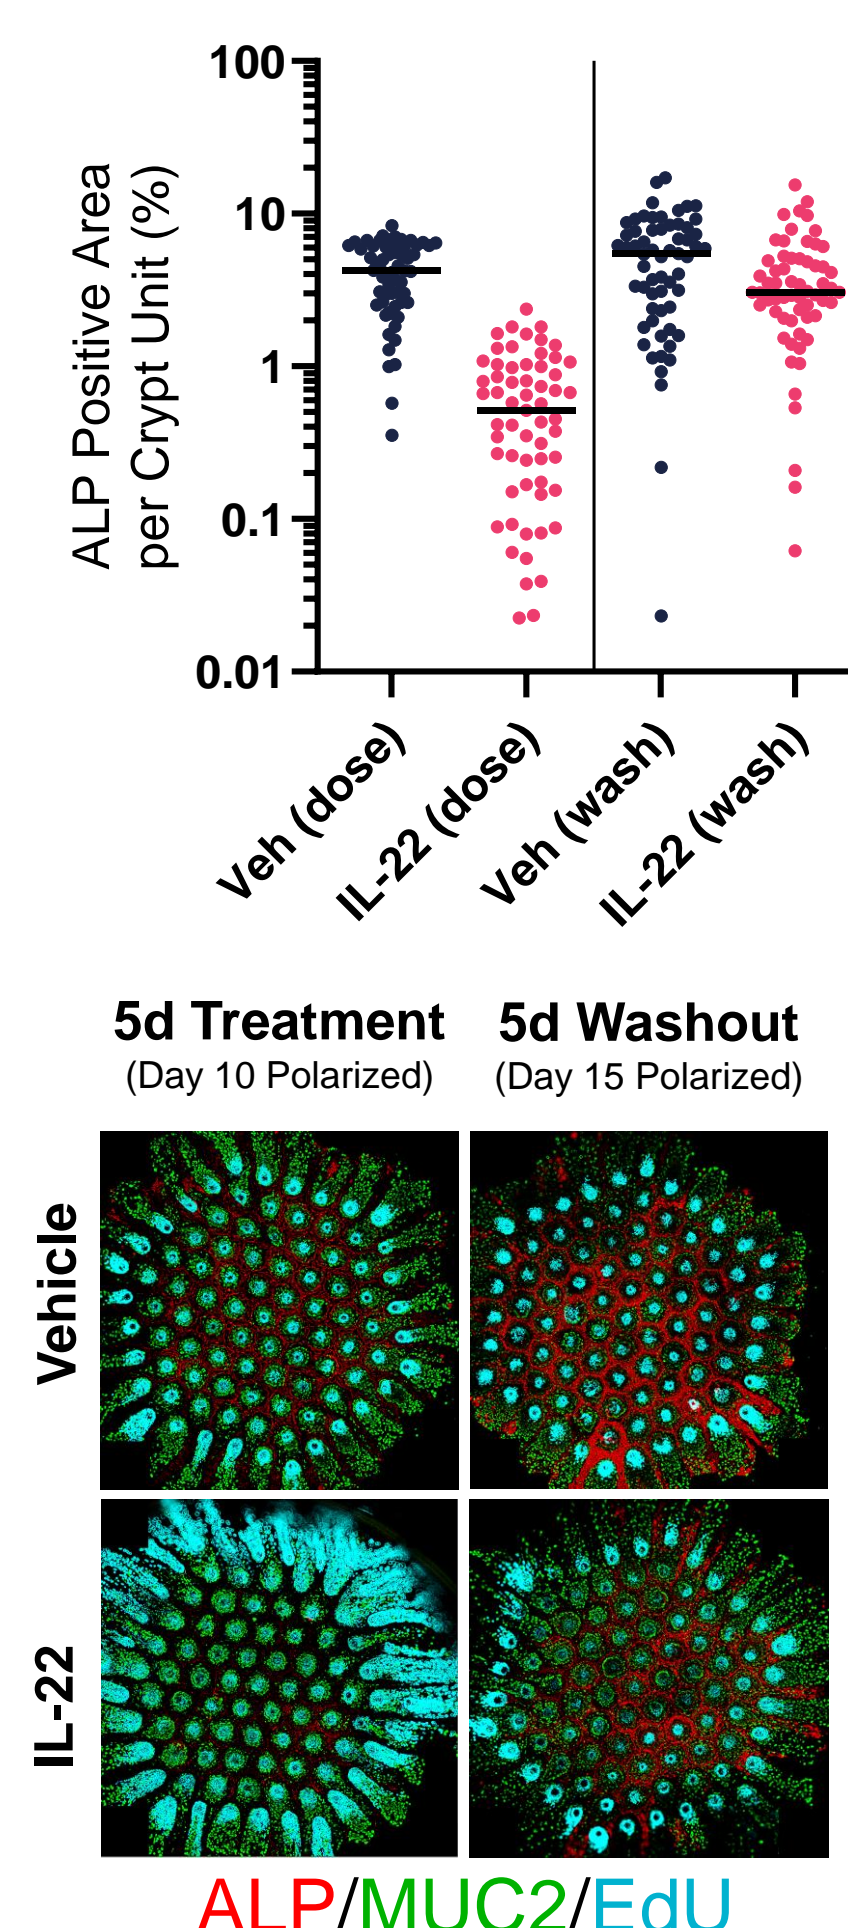 100
10
1
0.1
0.01
ALP Positive Area
per Crypt Unit (%)
Veh (dose)
IL-22 (dose)
Veh (wash)
IL-22 (wash)
5d Treatment
(Day 10 Polarized)
5d Washout
(Day 15 Polarized)
Vehicle
IL-22
ALP/MUC2/EdU